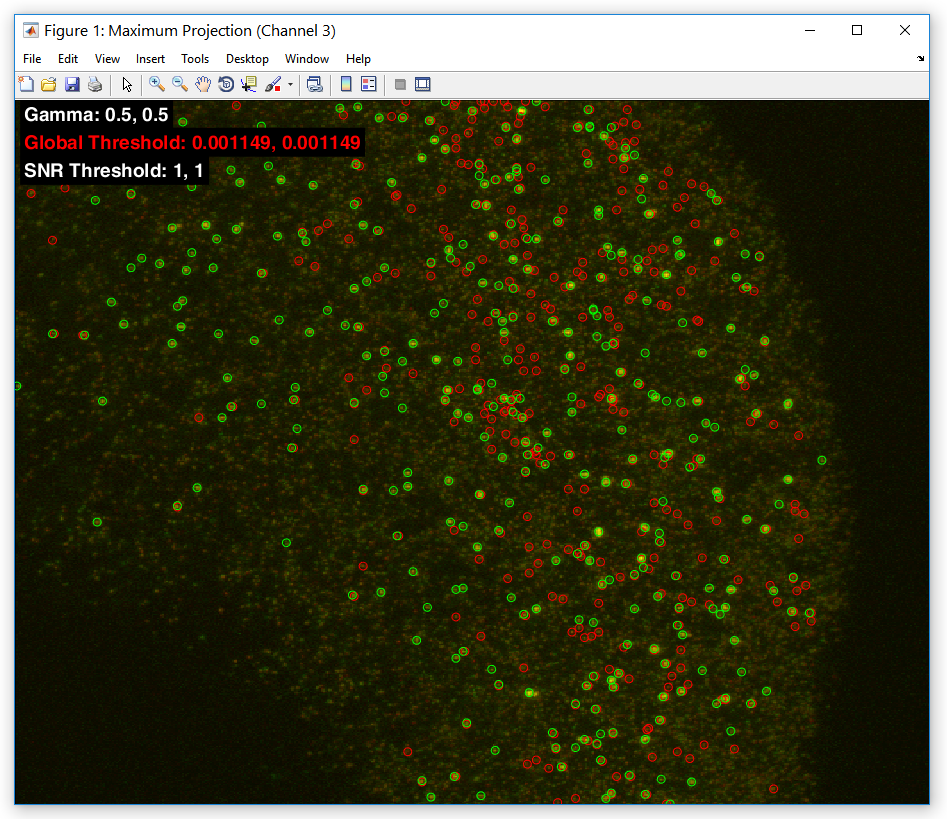 Figure 1: Maximum Projection (Channel 3)
File Edit View Insert Tools Desktop Window Help
Gamma: 0.5, 0.5
Global Threshold: 0.001149, 0.001149
SNR Threshold: 1, 1